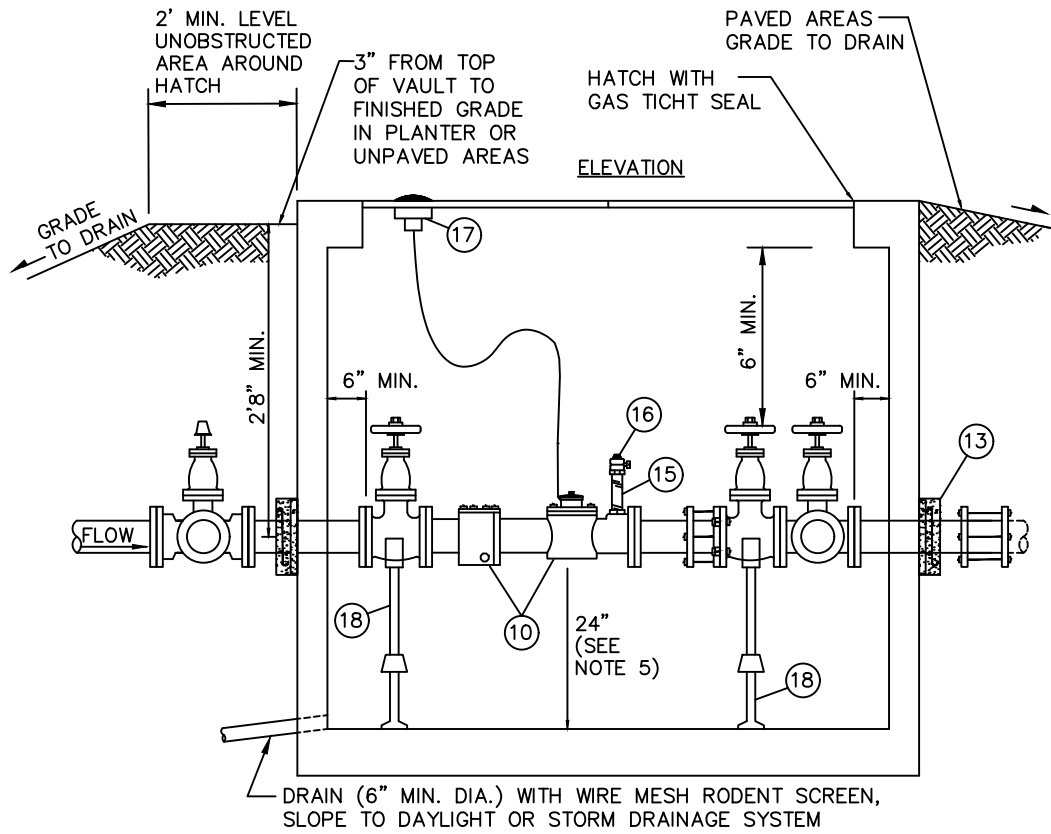 2' MIN. LEVEL
UNOBSTRUCTED
AREA AROUND
HATCH
3" FROM TOP
OF VAULT TO
FINISHED GRADE
IN PLANTER OR
UNPAVED AREAS
PAVED AREAS
GRADE TO DRAIN
HATCH WITH
GAS TICHT SEAL
ELEVATION
GRADE
TO DRAIN
17
2'8" MIN.
6" MIN.
6" MIN.
6" MIN.
16
15
13
FLOW
18
10
24"
(SEE
NOTE 5)
18
DRAIN (6" MIN. DIA.) WITH WIRE MESH RODENT SCREEN,
SLOPE TO DAYLIGHT OR STORM DRAINAGE SYSTEM